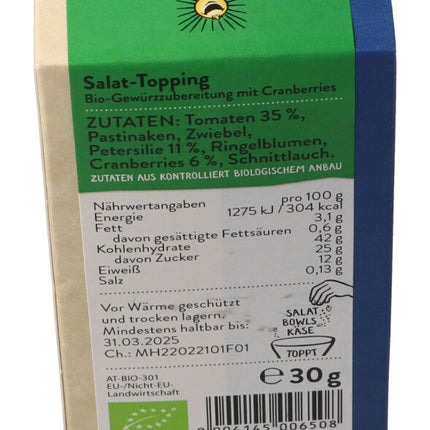 Salat-Topping
Bio-Gewürzzubereitung mit Cranberries
ZUTATEN: Tomaten 35 %,
Pastinaken, Zwiebel,
Petersilie 11 %, Ringelblumen,
Cranberries 6 %, Schnittlauch.
ZUTATEN AUS KONTROLLIERT BIOLOGISCHEM ANBAU
Nährwertangaben pro 100 g
Energie 1275 kJ / 304 kcal
Fett 3,1 g
davon gesättigte Fettsäuren 0,6 g
Kohlenhydrate 42 g
davon Zucker 25 g
Eiweiß 12 g
Salz 0,13 g
Vor Wärme geschützt
und trocken lagern.
Mindestens haltbar bis:
31.03.2025
Ch.: MH22022101F01
SALAT
BOWLS
KÄSE
TOPPT
AT-BIO-301
EU-/Nicht-EU-
Landwirtschaft
℮ 30 g